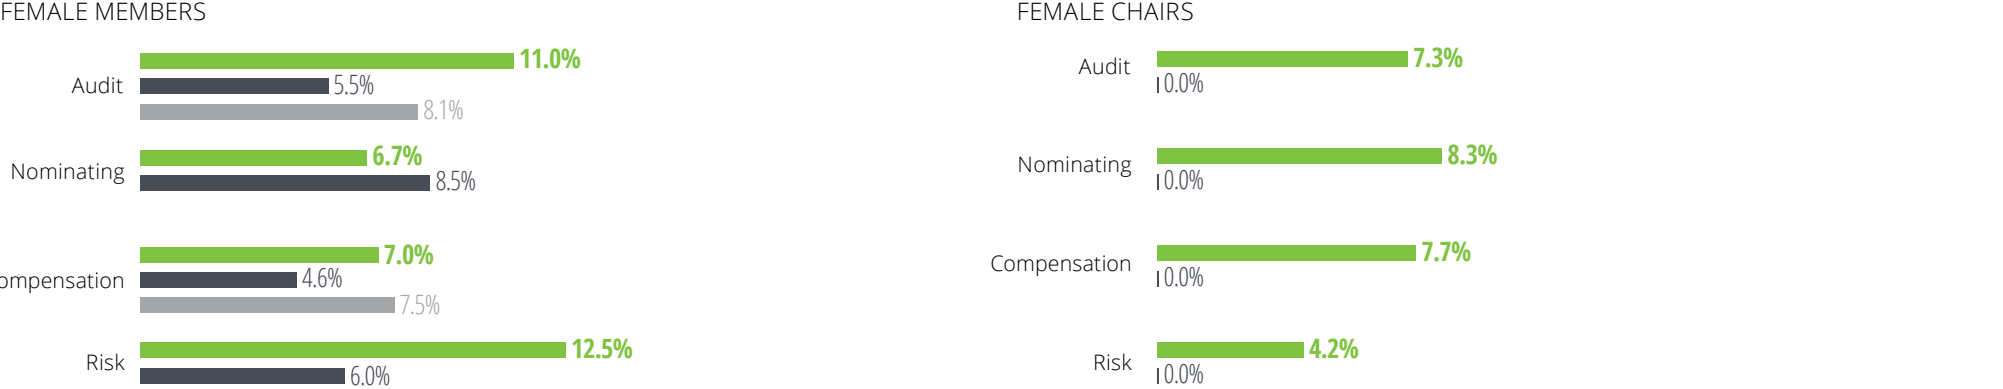 FEMALE MEMBERS
Audit
11.0%
5.5%
8.1%
Nominating
6.7%
8.5%
ompensation
7.0%
4.6%
7.5%
Risk
12.5%
6.0%
FEMALE CHAIRS
Audit
7.3%
0.0%
Nominating
8.3%
0.0%
Compensation
7.7%
0.0%
Risk
4.2%
0.0%